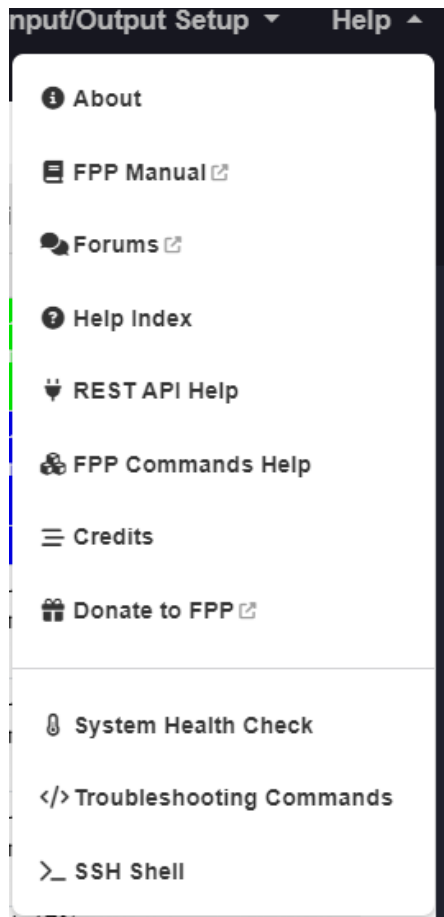 nput/Output Setup Help
About
FPP Manual
Forums
Help Index
REST API Help
FPP Commands Help
Credits
Donate to FPP
System Health Check
</> Troubleshooting Commands
>_ SSH Shell